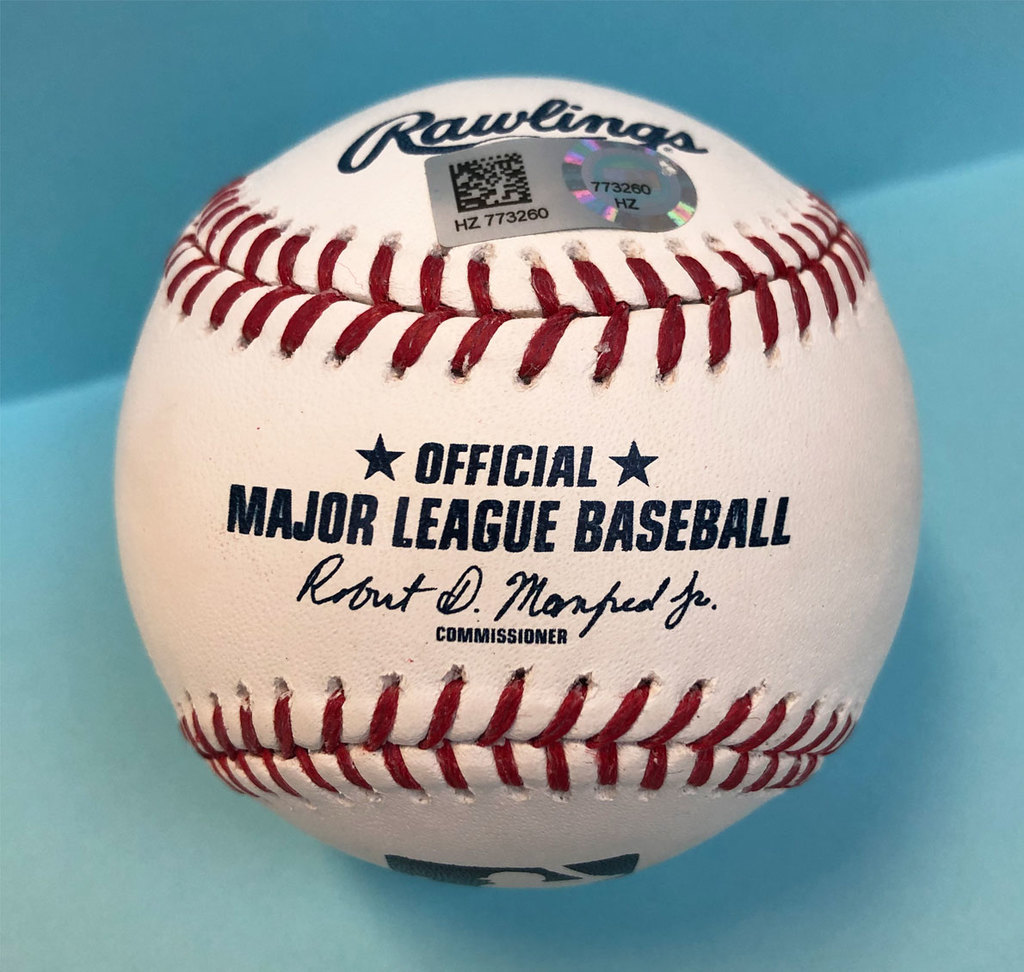 Rawlings
773260
HZ
HZ 773260
★ OFFICIAL ★
MAJOR LEAGUE BASEBALL
Robert D. Manfred Jr.
COMMISSIONER